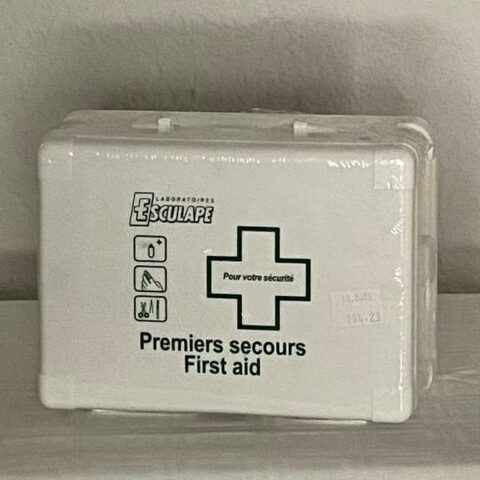 LABORATOIRES
ESCULAPE
Pour votre sécurité
Premiers secours
First aid